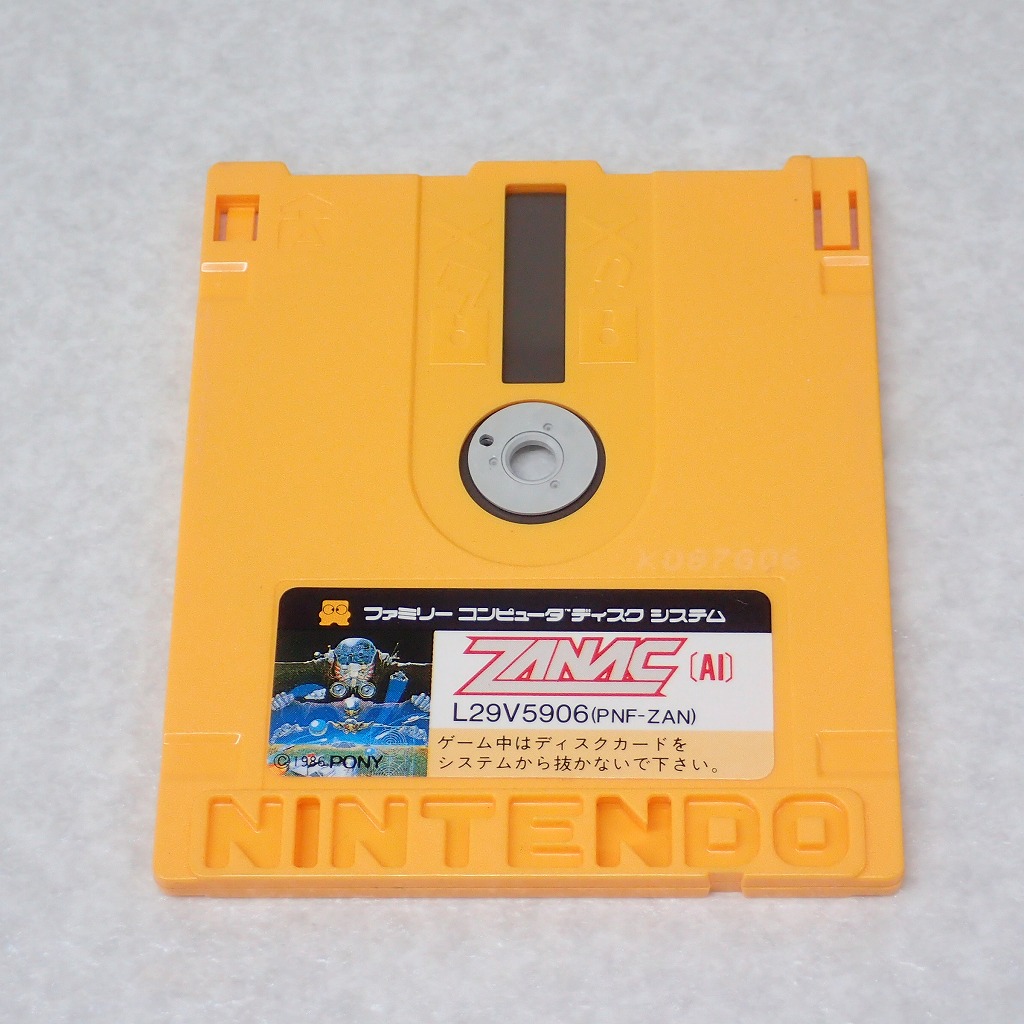 K087606
ファミリー コンピュータ ディスク システム
ZANAC [AI]
L29V5906(PNF-ZAN)
ゲーム中はディスクカードを
システムから抜かないで下さい。
©1986 PONY
NINTENDO